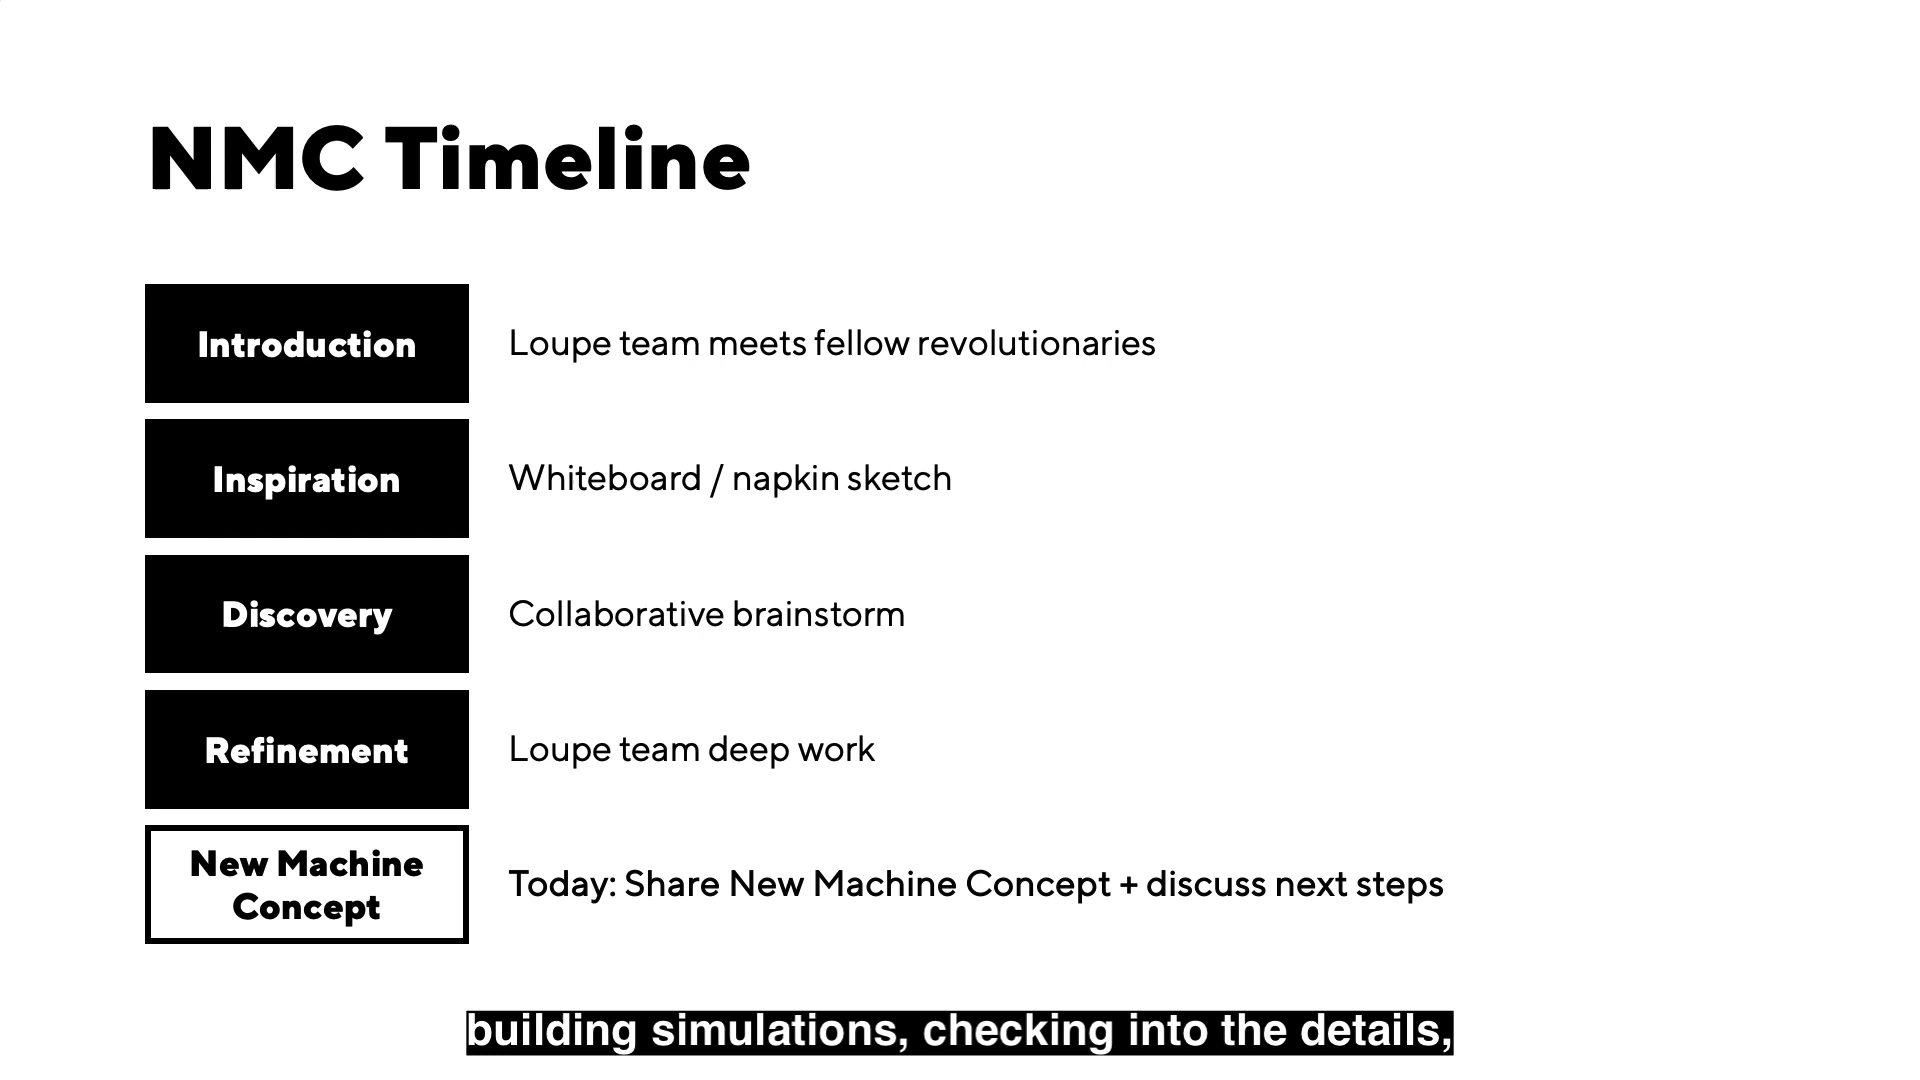 NMC Timeline
Introduction
Loupe team meets fellow revolutionaries
Inspiration
Whiteboard / napkin sketch
Discovery
Collaborative brainstorm
Refinement
Loupe team deep work
New Machine
Concept
Today: Share New Machine Concept + discuss next steps
building simulations, checking into the details,